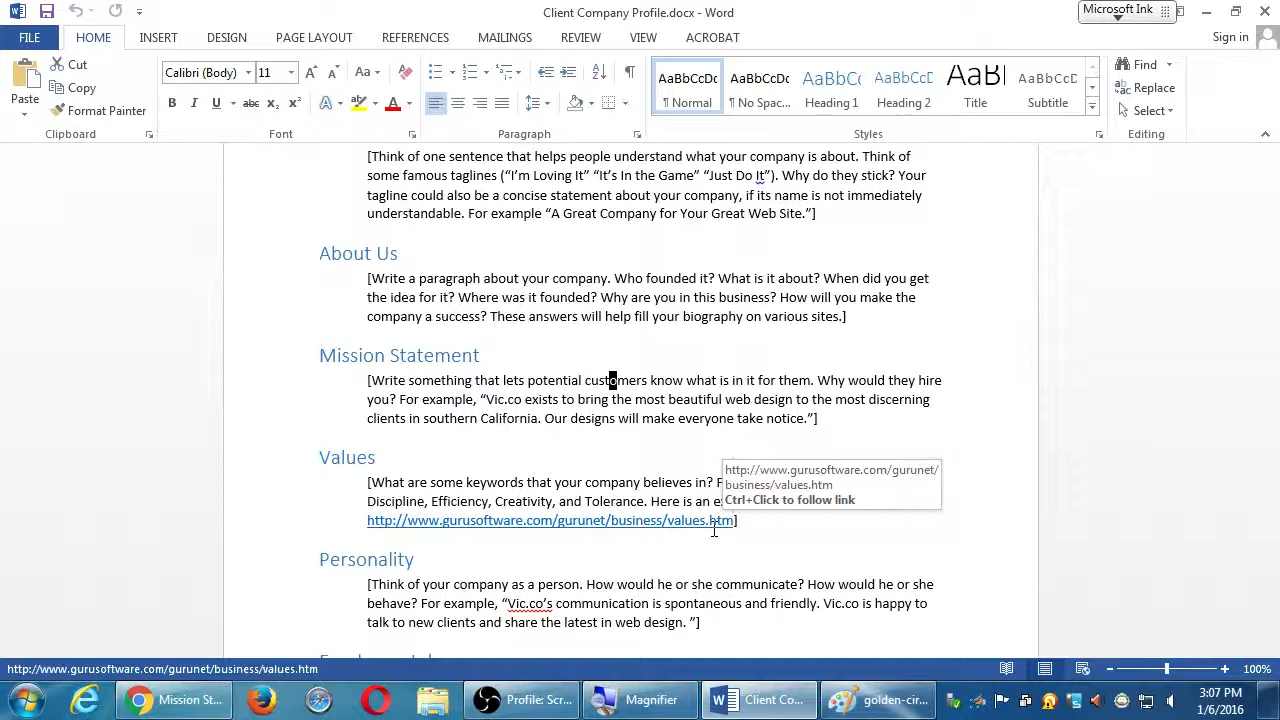 Client Company Profile.docx - Word
Microsoft Ink
FILE HOME INSERT DESIGN PAGE LAYOUT REFERENCES MAILINGS REVIEW VIEW ACROBAT Sign in
Paste Cut Copy Format Painter Clipboard
Calibri (Body) 11 Font
Paragraph
AaBbCcDc ¶ Normal
AaBbCcDc ¶ No Spac...
AaBbCc Heading 1
AaBbCcD Heading 2
Title
AaBbCcD Subtitle
Styles
Find Replace Select Editing
[Think of one sentence that helps people understand what your company is about. Think of
some famous taglines (“I’m Loving It” “It’s In the Game” “Just Do It”). Why do they stick? Your
tagline could also be a concise statement about your company, if its name is not immediately
understandable. For example “A Great Company for Your Great Web Site.”]
About Us
[Write a paragraph about your company. Who founded it? What is it about? When did you get
the idea for it? Where was it founded? Why are you in this business? How will you make the
company a success? These answers will help fill your biography on various sites.]
Mission Statement
[Write something that lets potential customers know what is in it for them. Why would they hire
you? For example, “Vic.co exists to bring the most beautiful web design to the most discerning
clients in southern California. Our designs will make everyone take notice.”]
Values
[What are some keywords that your company believes in? F
Discipline, Efficiency, Creativity, and Tolerance. Here is an e
http://www.gurusoftware.com/gurunet/business/values.htm]
http://www.gurusoftware.com/gurunet/
business/values.htm
Ctrl+Click to follow link
Personality
[Think of your company as a person. How would he or she communicate? How would he or she
behave? For example, “Vic.co’s communication is spontaneous and friendly. Vic.co is happy to
talk to new clients and share the latest in web design. ”]
http://www.gurusoftware.com/gurunet/business/values.htm 100%
Mission St... Profile: Scr... Magnifier Client Co... golden-cir...
3:07 PM
1/6/2016